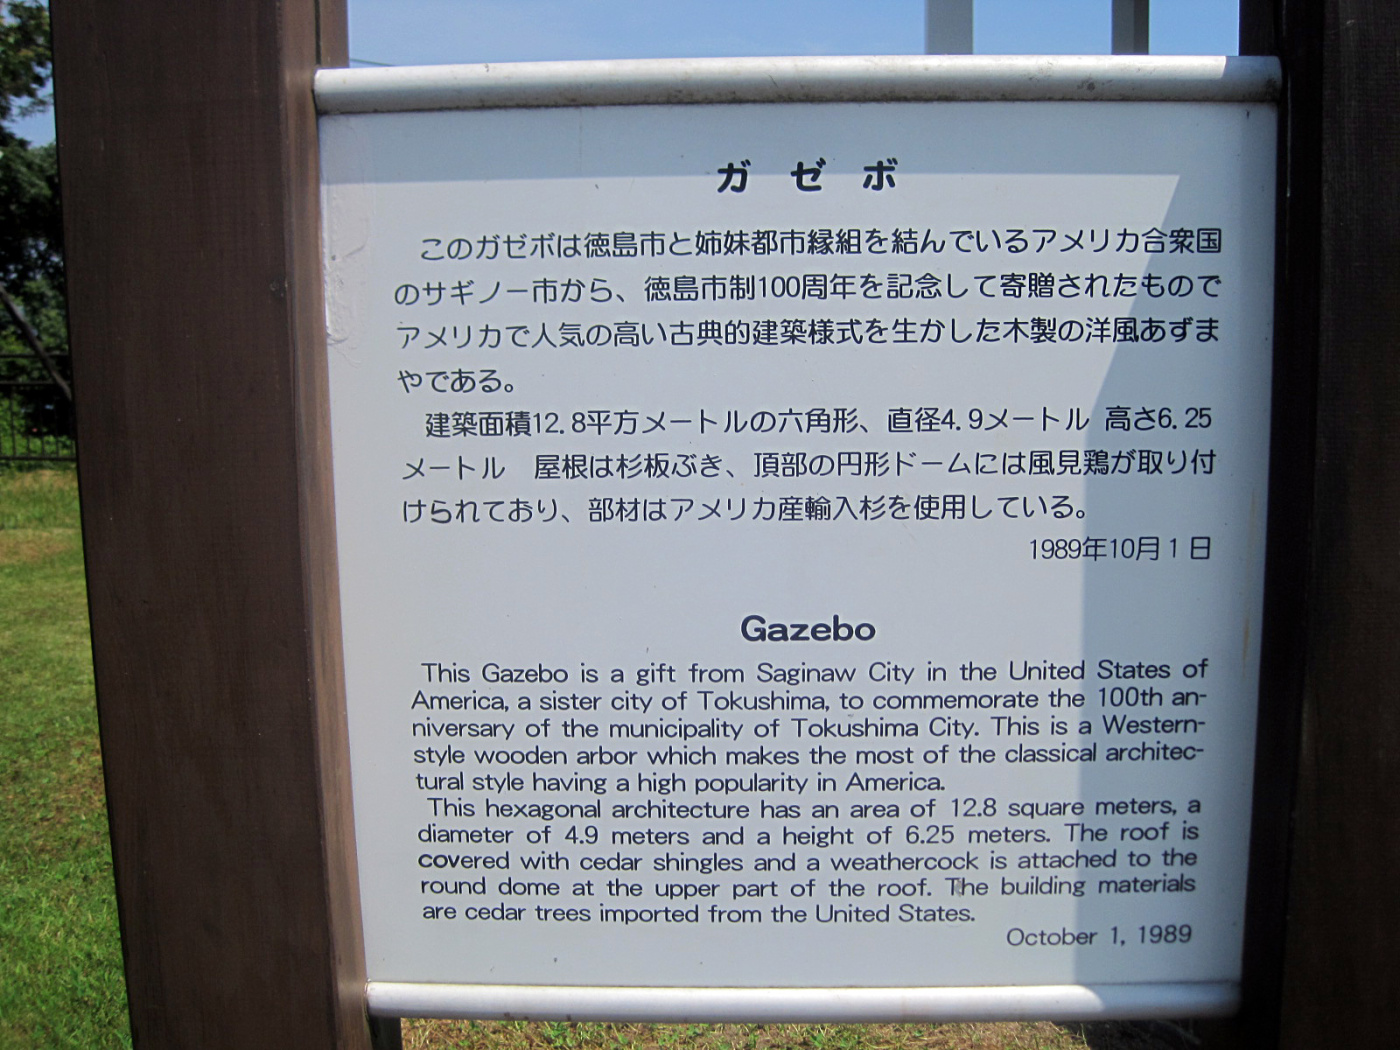 ガゼボ
このガゼボは徳島市と姉妹都市縁組を結んでいるアメリカ合衆国
のサギノー市から、徳島市制100周年を記念して寄贈されたもので
アメリカで人気の高い古典的建築様式を生かした木製の洋風あずま
やである。
建築面積12.8平方メートルの六角形、直径4.9メートル 高さ6.25
メートル　屋根は杉板ぶき、頂部の円形ドームには風見鶏が取り付
けられており、部材はアメリカ産輸入杉を使用している。
1989年10月1日
Gazebo
This Gazebo is a gift from Saginaw City in the United States of
America, a sister city of Tokushima, to commemorate the 100th an-
niversary of the municipality of Tokushima City. This is a Western-
style wooden arbor which makes the most of the classical architec-
tural style having a high popularity in America.
This hexagonal architecture has an area of 12.8 square meters, a
diameter of 4.9 meters and a height of 6.25 meters. The roof is
covered with cedar shingles and a weathercock is attached to the
round dome at the upper part of the roof. The building materials
are cedar trees imported from the United States.
October 1, 1989